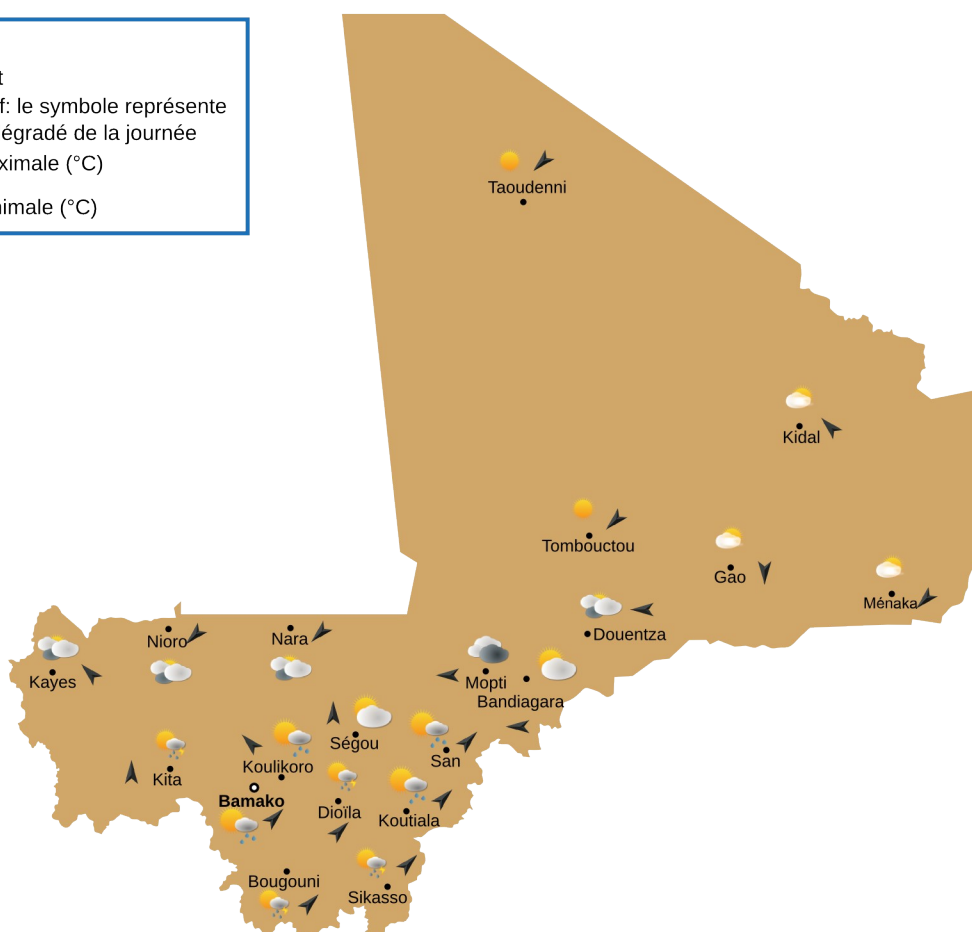 f: le symbole représente
égradé de la journée
ximale (°C)
nimale (°C)
Taoudenni
Kidal
Tombouctou
Gao
Ménaka
Douentza
Nioro
Nara
Kayes
Mopti
Bandiagara
Ségou
San
Koulikoro
Kita
Bamako
Dioïla
Koutiala
Bougouni
Sikasso